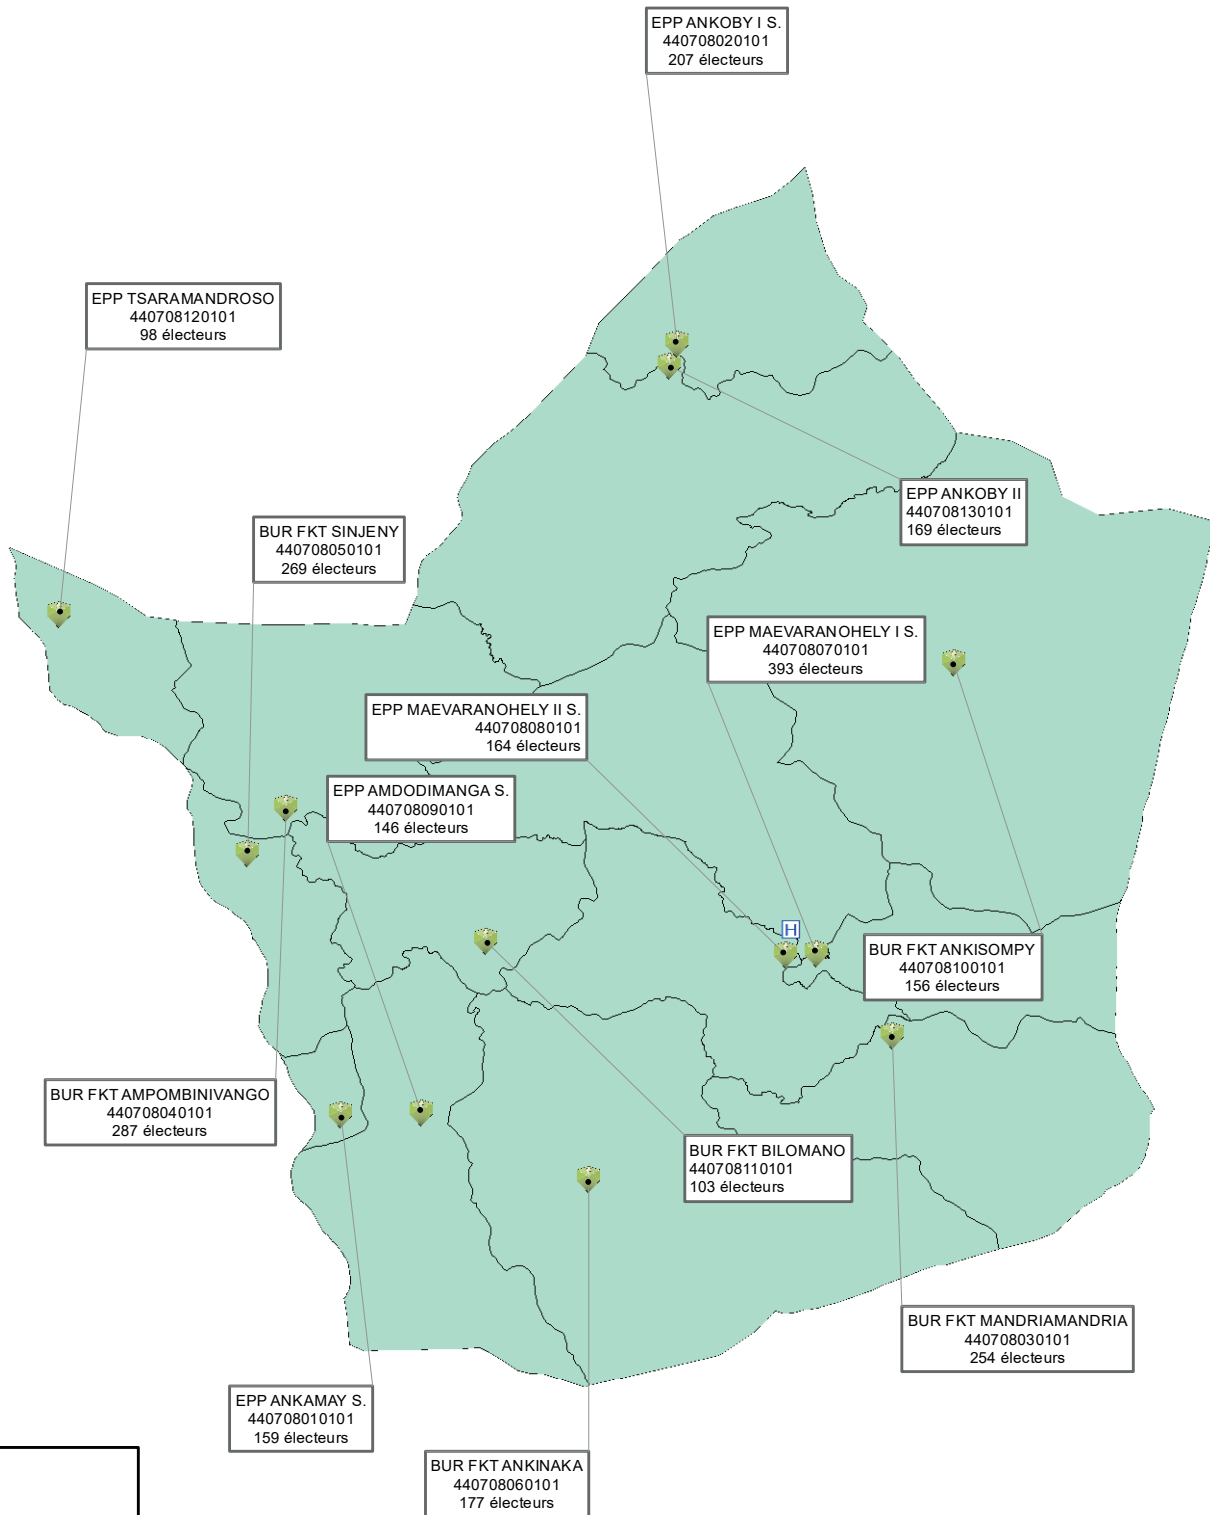 EPP ANKOBY I S.
440708020101
207 électeurs
EPP TSARAMANDROSO
440708120101
98 électeurs
EPP ANKOBY II
440708130101
169 électeurs
BUR FKT SINJENY
440708050101
269 électeurs
EPP MAEVARANOHELY I S.
440708070101
393 électeurs
EPP MAEVARANOHELY II S.
440708080101
164 électeurs
EPP AMDODIMANGA S.
440708090101
146 électeurs
H
BUR FKT ANKISOMPY
440708100101
156 électeurs
BUR FKT AMPOMBINIVANGO
440708040101
287 électeurs
BUR FKT BILOMANO
440708110101
103 électeurs
BUR FKT MANDRIAMANDRIA
440708030101
254 électeurs
EPP ANKAMAY S.
440708010101
159 électeurs
BUR FKT ANKINAKA
440708060101
177 électeurs